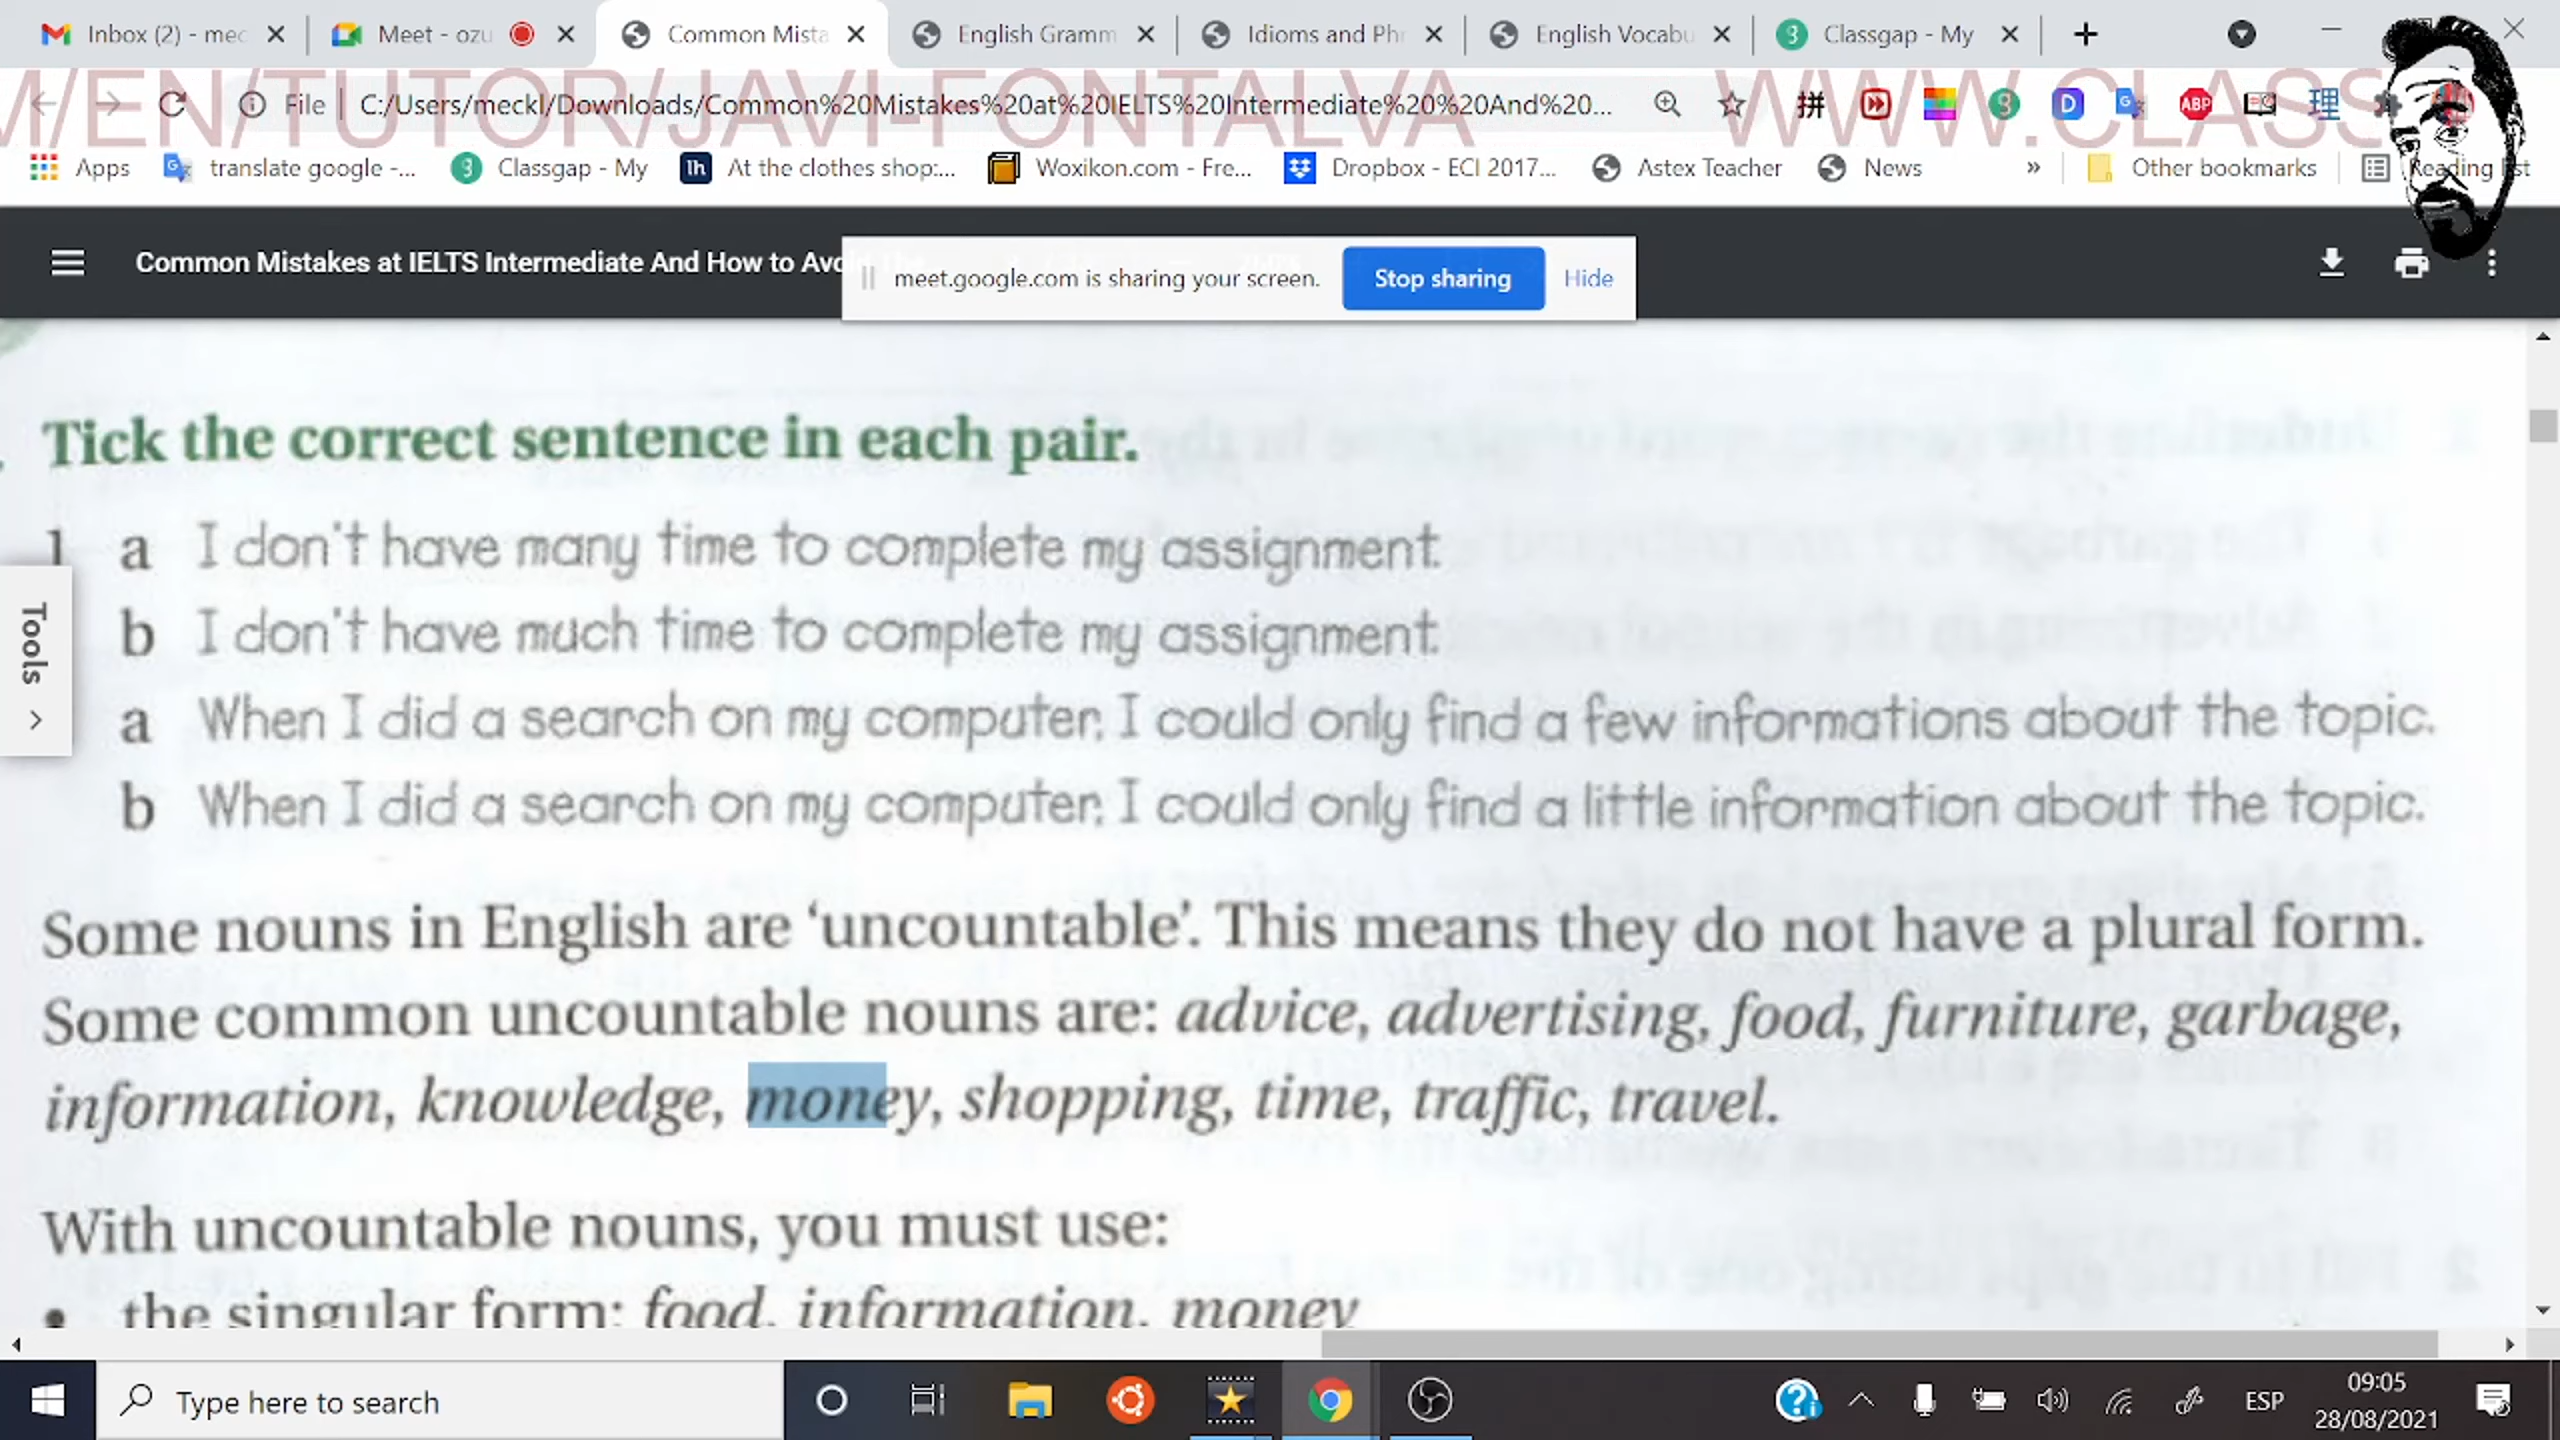 Inbox (2) - mec
Meet - ozu
Common Mista
English Gramm
Idioms and Phr
English Vocabu
Classgap - My
M/EN/TUTOR/JAVI-FONTALVA WWW.CLASS
File C:/Users/meckl/Downloads/Common%20Mistakes%20at%20IELTS%20Intermediate%20%20And%20...
ABP
Apps translate google -... Classgap - My At the clothes shop:... Woxikon.com - Fre... Dropbox - ECI 2017... Astex Teacher News » Other bookmarks Reading list
Common Mistakes at IELTS Intermediate And How to Avo
meet.google.com is sharing your screen. Stop sharing Hide
Tick the correct sentence in each pair.
1 a I don't have many time to complete my assignment.
b I don't have much time to complete my assignment.
a When I did a search on my computer, I could only find a few informations about the topic.
b When I did a search on my computer, I could only find a little information about the topic.
Tools
Some nouns in English are ‘uncountable’. This means they do not have a plural form.
Some common uncountable nouns are: advice, advertising, food, furniture, garbage,
information, knowledge, money, shopping, time, traffic, travel.
With uncountable nouns, you must use:
• the singular form: food, information, money
Type here to search
ESP
09:05
28/08/2021